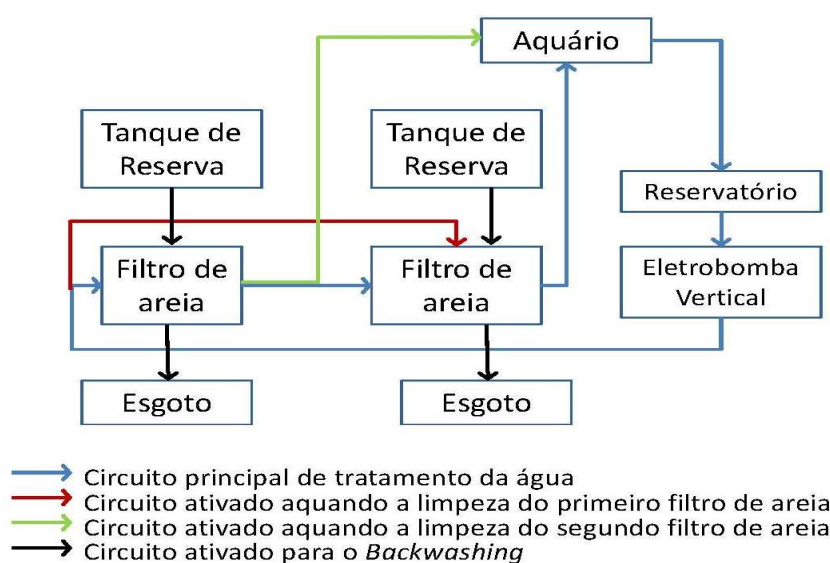 Aquário
Tanque de
Reserva
Tanque de
Reserva
Reservatório
Filtro de
areia
Filtro de
areia
Eletrobomba
Vertical
Esgoto
Esgoto
Circuito principal de tratamento da água
Circuito ativado aquando a limpeza do primeiro filtro de areia
Circuito ativado aquando a limpeza do segundo filtro de areia
Circuito ativado para o Backwashing